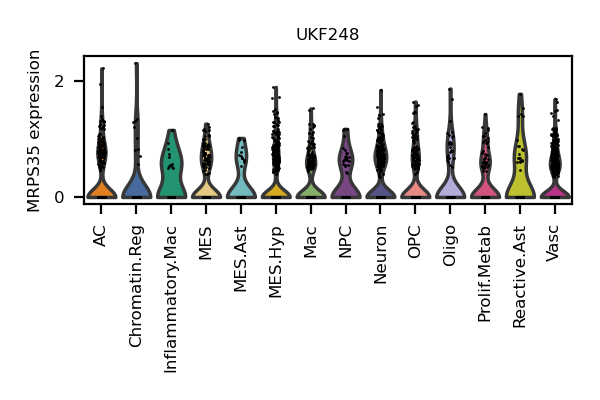 UKF248
MRPS35 expression
2
0
AC
Chromatin.Reg
Inflammatory.Mac
MES
MES.Ast
MES.Hyp
Mac
NPC
Neuron
OPC
Oligo
Prolif.Metab
Reactive.Ast
Vasc